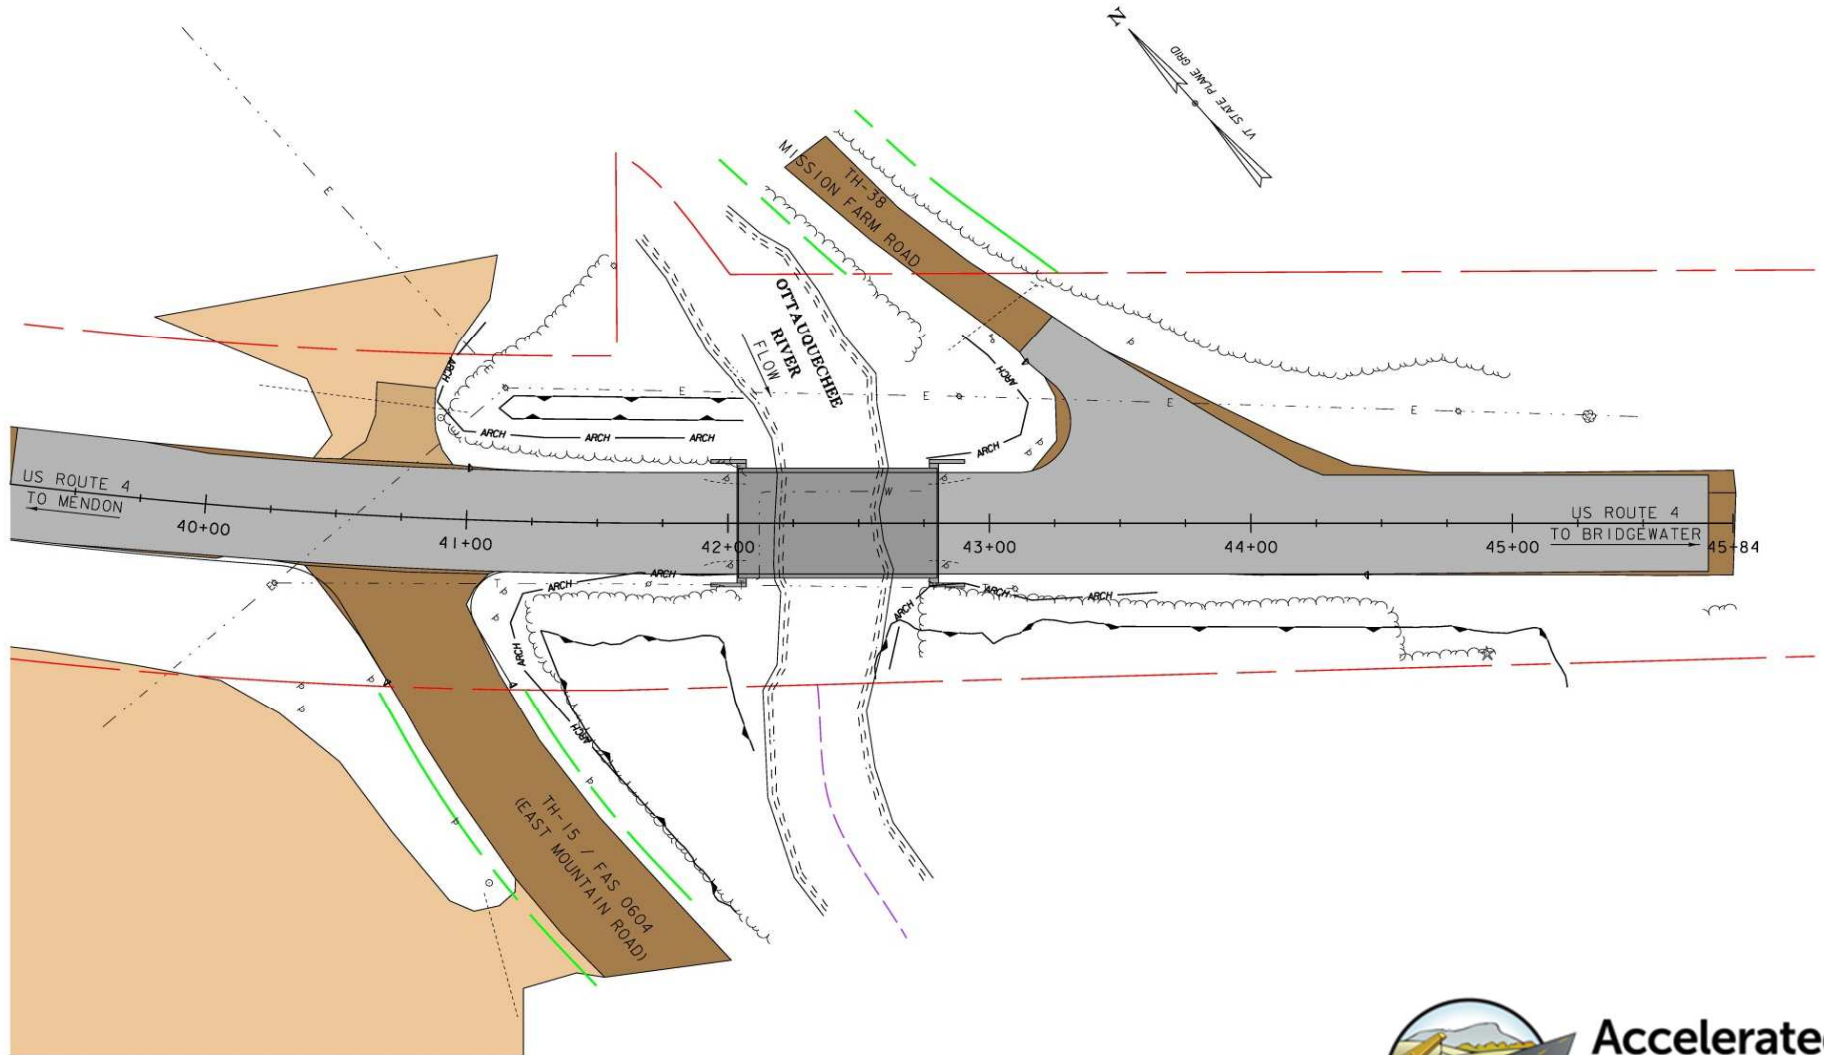 N
VT STATE PLANE GRID
E
TH-38
MISSION FARM ROAD
OTTAUQUECHEE
RIVER
FLOW
ARCH
ARCH
E
E
E
E
ARCH
ARCH
ARCH
ARCH
US ROUTE 4
TO MENDON
W
US ROUTE 4
TO BRIDGEWATER
40+00
41+00
42+00
43+00
44+00
45+00
45+84
T
ARCH
ARCH
T
ARCH
ARCH
ARCH
ARCH
ARCH
TH-15 / FAS 0604
(EAST MOUNTAIN ROAD)
Accelerated